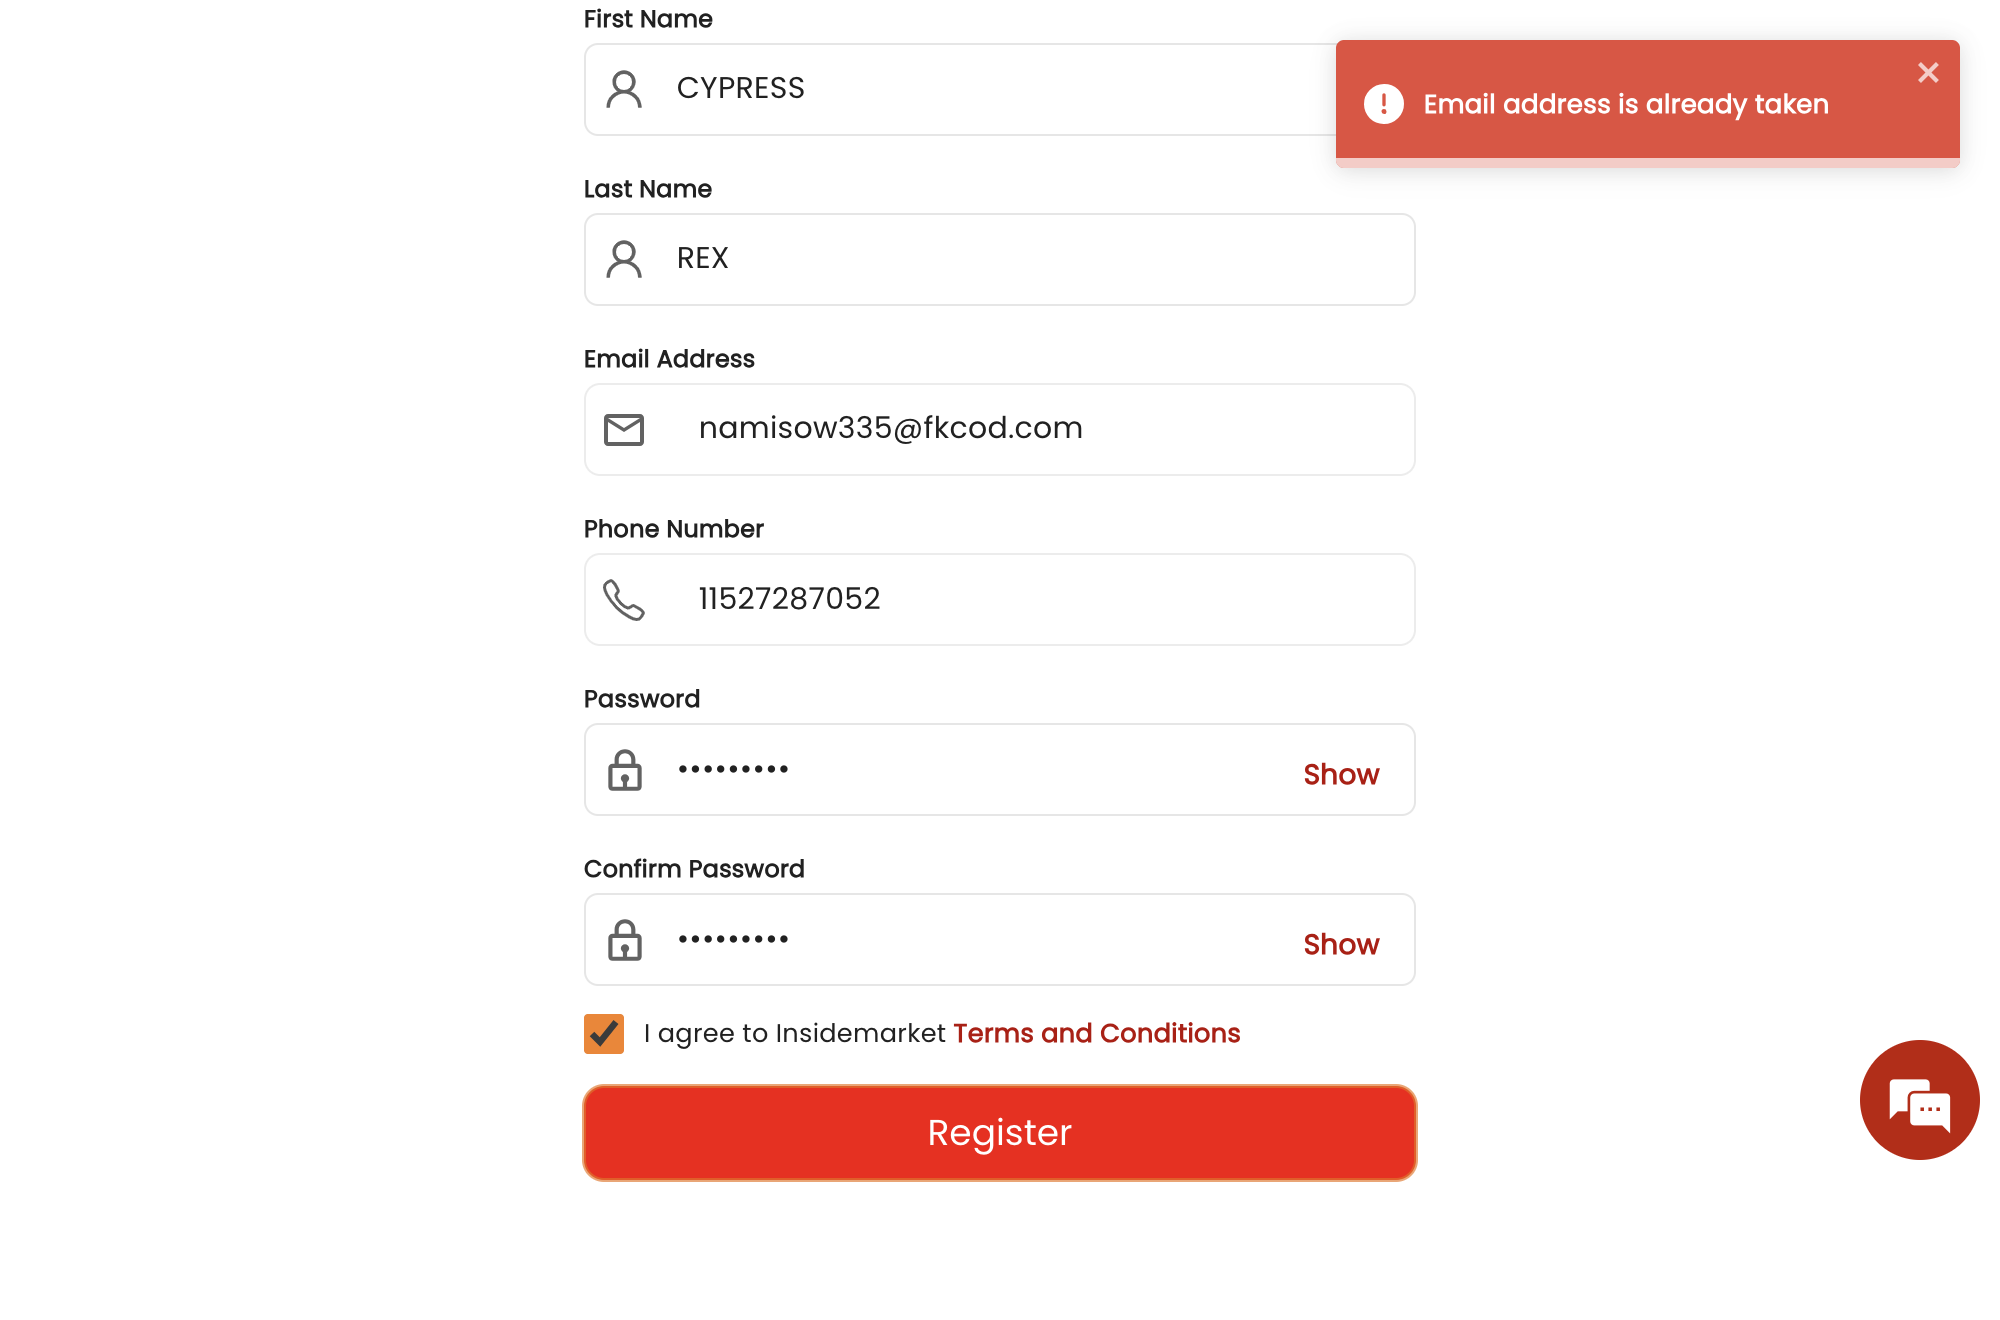 First Name
CYPRESS
Email address is already taken
Last Name
REX
Email Address
namisow335@fkcod.com
Phone Number
11527287052
Password
•••••••••
Show
Confirm Password
•••••••••
Show
I agree to Insidemarket Terms and Conditions
Register